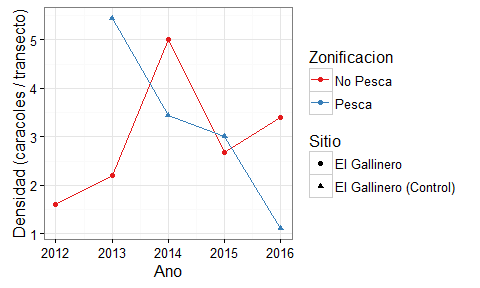 Densidad (caracoles / transecto)
5
4
3
2
1
2012 2013 2014 2015 2016
Ano
Zonificacion
No Pesca
Pesca
Sitio
El Gallinero
El Gallinero (Control)